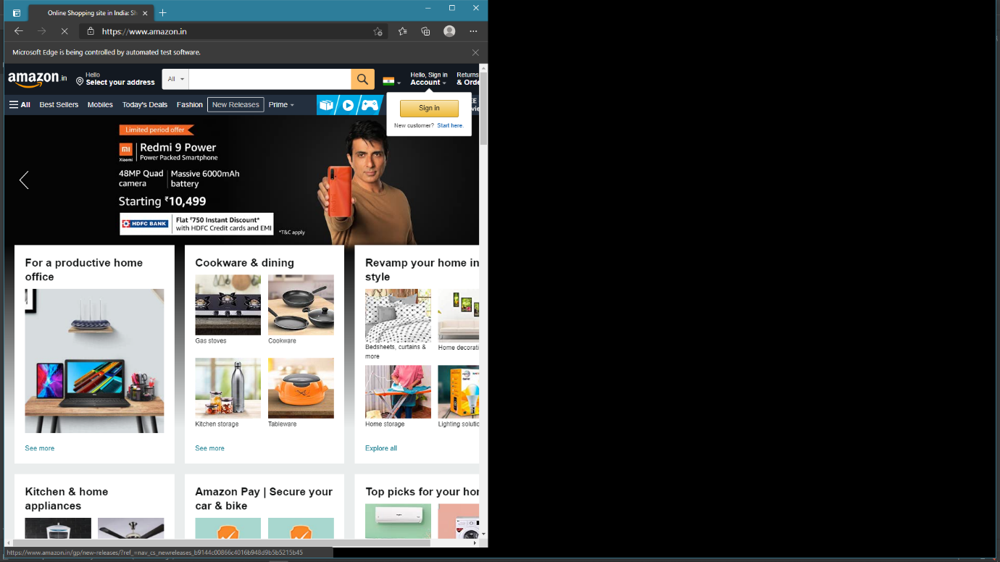 Online Shopping site in India: Sh
https://www.amazon.in
Microsoft Edge is being controlled by automated test software.
amazon.in
Hello
Select your address
All
Hello, Sign in
Account
Returns
& Orde
All
Best Sellers
Mobiles
Today's Deals
Fashion
New Releases
Prime
Sign in
New customer? Start here.
Limited period offer
mi
Xiaomi
Redmi 9 Power
Power Packed Smartphone
48MP Quad
camera
Massive 6000mAh
battery
Starting ₹10,499
HDFC BANK
Flat ₹750 Instant Discount*
with HDFC Credit cards and EMI
*T&C apply
For a productive home
office
See more
Cookware & dining
Gas stoves
Cookware
Kitchen storage
Tableware
See more
Revamp your home in
style
Bedsheets, curtains &
more
Home decorati
Home storage
Lighting solutio
Explore all
Kitchen & home
appliances
Amazon Pay | Secure your
car & bike
Top picks for your hom
https://www.amazon.in/gp/new-releases/?ref_=nav_cs_newreleases_b9144c00866c4016b948d9b5b5215b45